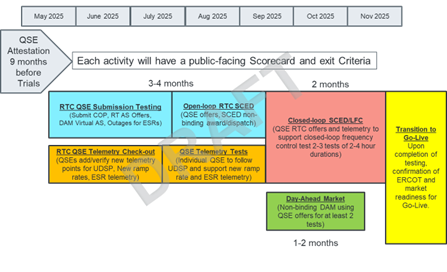 May 2025 June 2025 July 2025 Aug 2025 Sep 2025 Oct 2025 Nov 2025
QSE
Attestation
9 months
before
Trials
Each activity will have a public-facing Scorecard and exit Criteria
3-4 months
2 months
RTC QSE Submission Testing
(Submit COP, RT AS Offers,
DAM Virtual AS, Outages for ESRs)
Open-loop RTC SCED
(QSE offers, SCED non-
binding award/dispatch)
RTC QSE Telemetry Check-out
(QSEs add/verify new telemetry
points for UDSP, New ramp
rates, ESR telemetry)
QSE Telemetry Tests
(Individual QSE to follow
UDSP and support new ramp
rate and ESR telemetry)
Closed-loop SCED/LFC
(QSE RTC offers and telemetry to
support closed-loop frequency
control test 2-3 tests of 2-4 hour
durations)
Day-Ahead Market
(Non-binding DAM using
QSE offers for at least 2
tests)
1-2 months
Transition to
Go-Live
Upon
completion of
testing,
confirmation of
ERCOT and
market
readiness for
Go-Live.
DRAFT